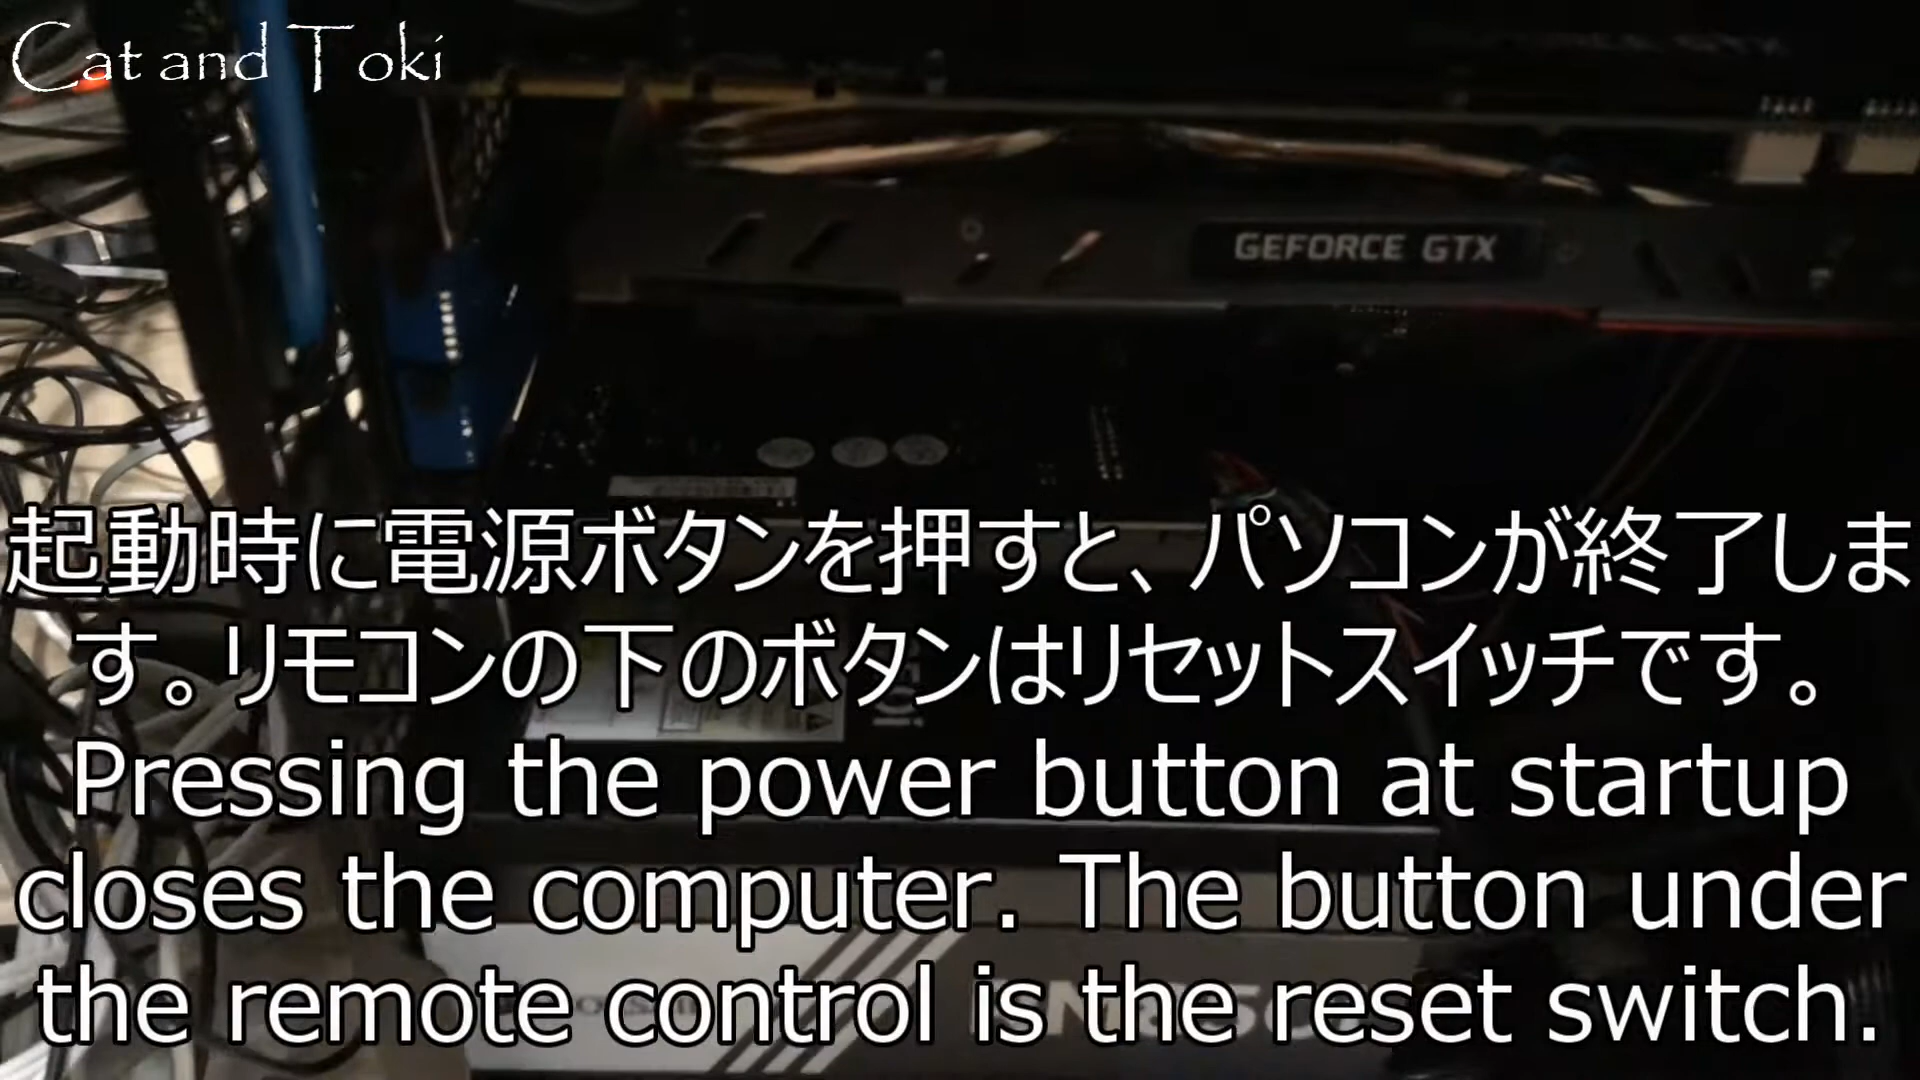 Cat and Toki
GEFORCE GTX
起動時に電源ボタンを押すと、パソコンが終了しま
す。リモコンの下のボタンはリセットスイッチです。
Pressing the power button at startup
closes the computer. The button under
the remote control is the reset switch.